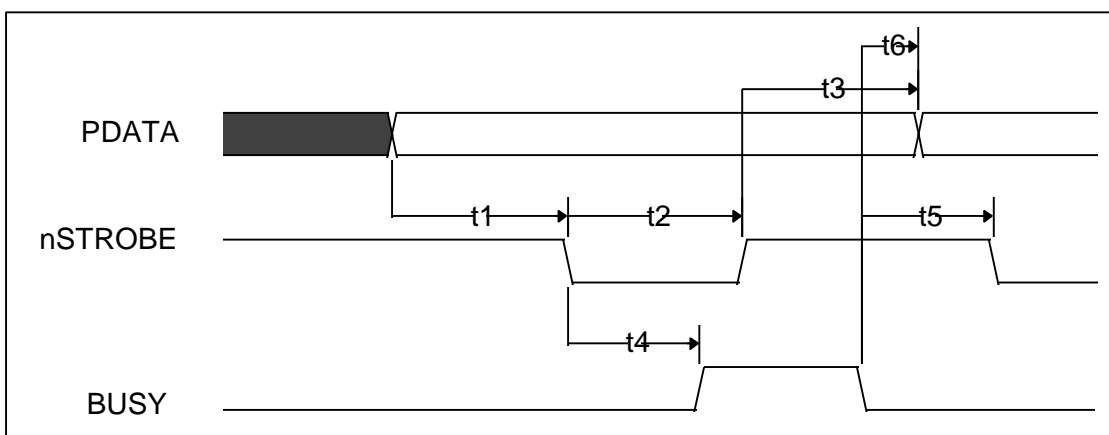 t6
t3
PDATA
t1 t2 t5
nSTROBE
t4
BUSY